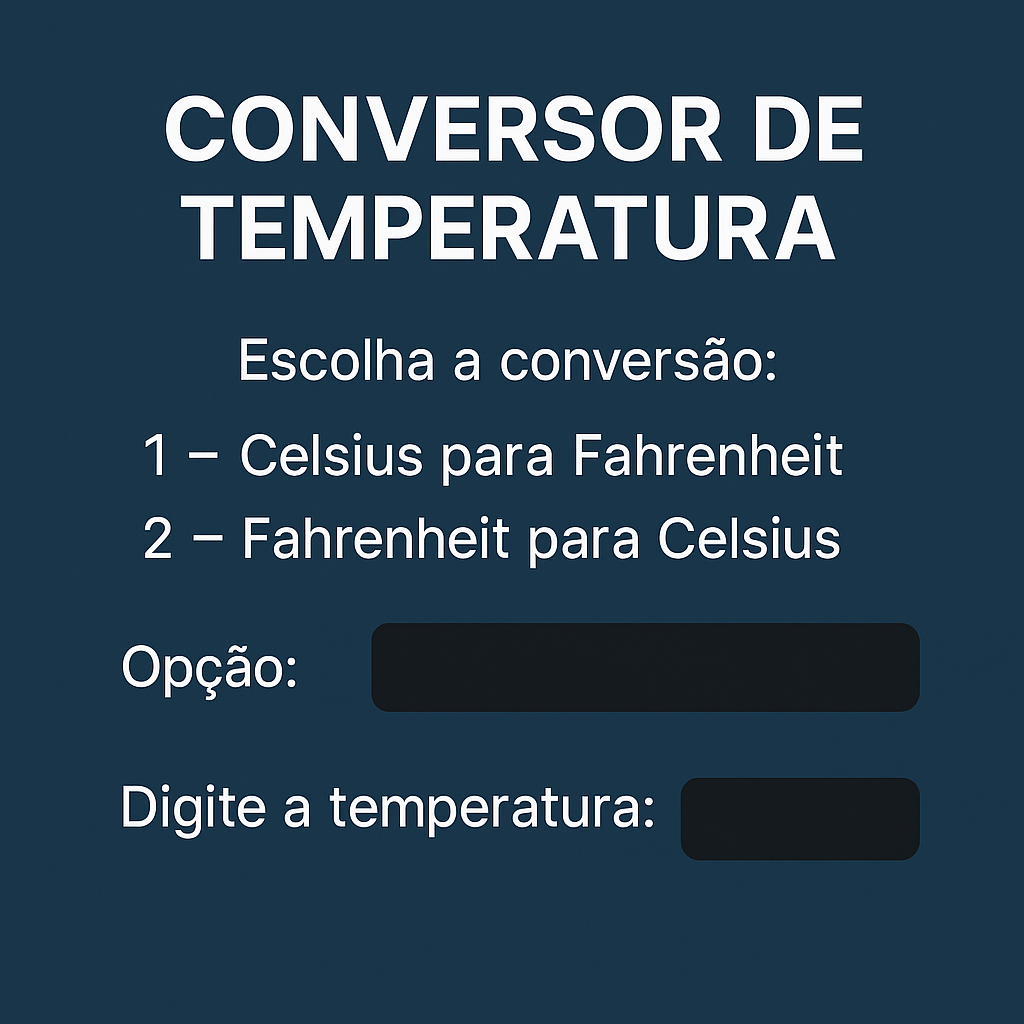 CONVERSOR DE
TEMPERATURA
Escolha a conversão:
1 – Celsius para Fahrenheit
2 – Fahrenheit para Celsius
Opção:
Digite a temperatura: